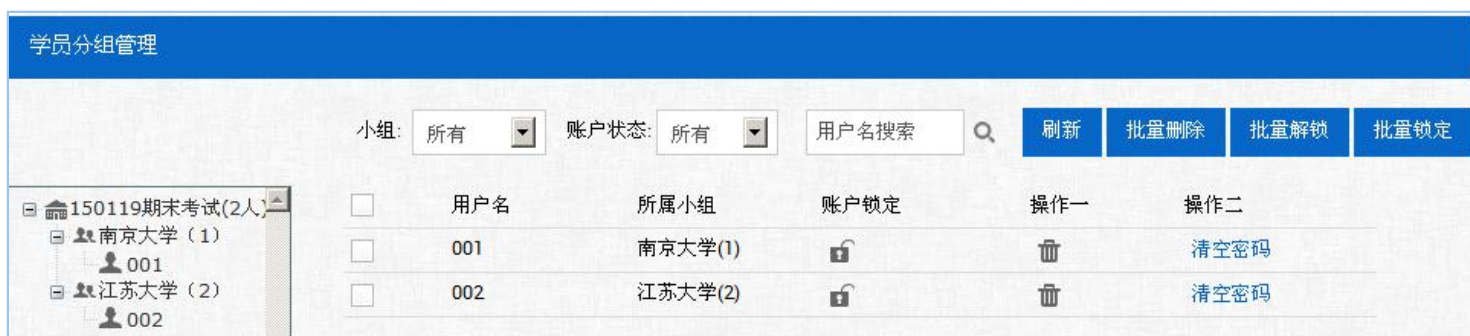 学员分组管理
小组: 所有 账户状态: 所有 用户名搜索 刷新 批量删除 批量解锁 批量锁定
150119期末考试(2人)
南京大学（1）
001
江苏大学（2）
002
用户名 所属小组 账户锁定 操作一 操作二
001 南京大学(1) 清空密码
002 江苏大学(2) 清空密码